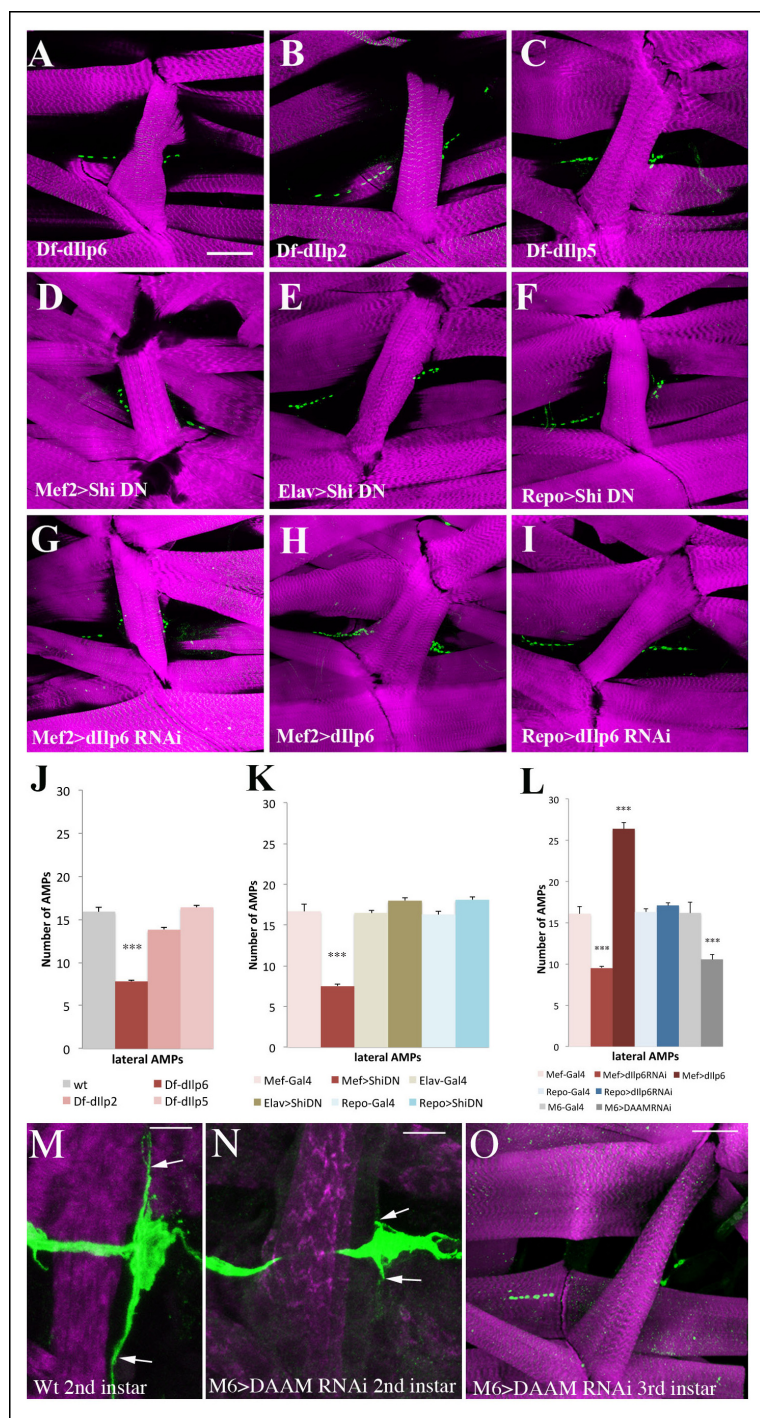 A
B
C
Df-dIlp6
Df-dIlp2
Df-dIlp5
D
E
F
Mef2>Shi DN
Elav>Shi DN
Repo>Shi DN
G
H
I
Mef2>dIlp6 RNAi
Mef2>dIlp6
Repo>dIlp6 RNAi
J
Number of AMPs
30
25
20
15
10
5
0
***
lateral AMPs
wt
Df-dIlp6
Df-dIlp2
Df-dIlp5
K
Number of AMPs
30
25
20
15
10
5
0
***
lateral AMPs
Mef-Gal4
Mef>ShiDN
Elav-Gal4
Elav>ShiDN
Repo-Gal4
Repo>ShiDN
L
Number of AMPs
30
25
20
15
10
5
0
***
***
***
lateral AMPs
Mef-Gal4
Mef>dIlp6RNAi
Mef>dIlp6
Repo-Gal4
Repo>dIlp6RNAi
M6-Gal4
M6>DAAMRNAi
M
N
O
Wt 2nd instar
M6>DAAM RNAi 2nd instar
M6>DAAM RNAi 3rd instar